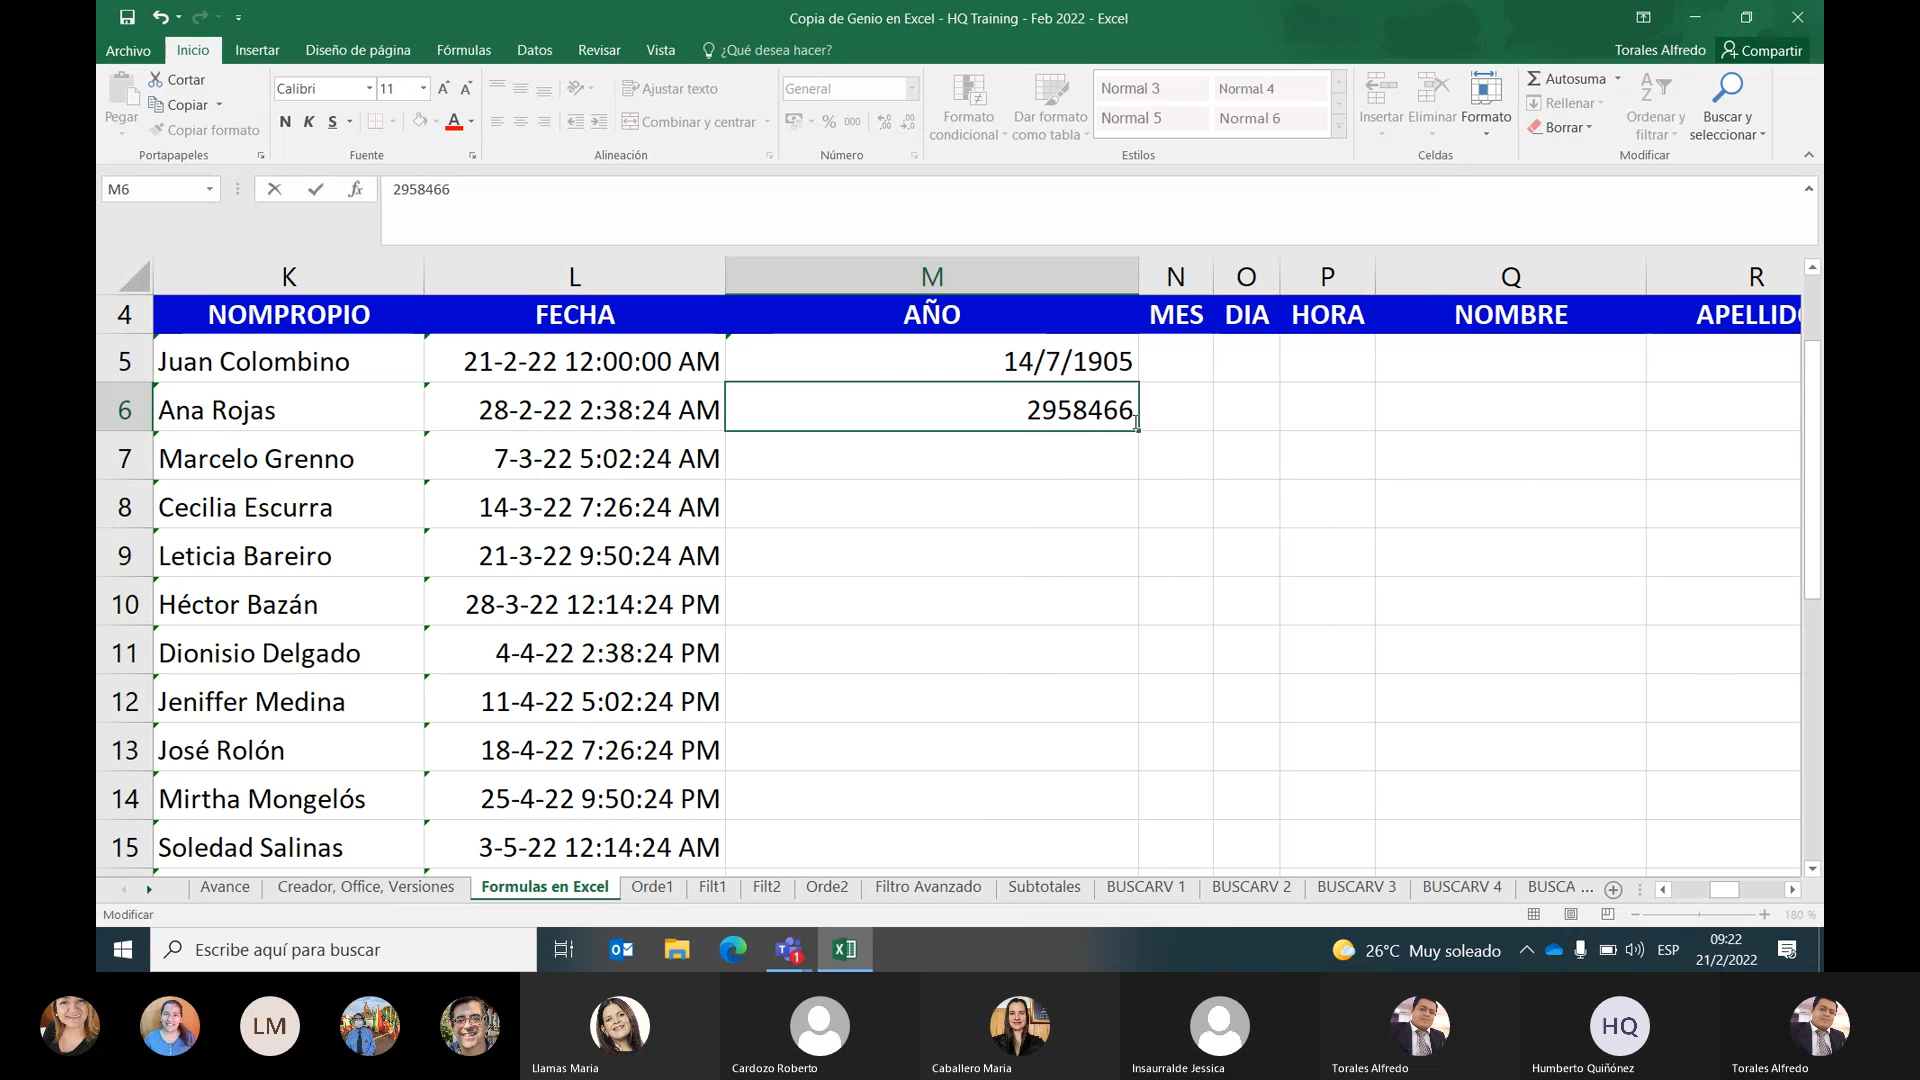 Copia de Genio en Excel - HQ Training - Feb 2022 - Excel
Archivo Inicio Insertar Diseño de página Fórmulas Datos Revisar Vista ¿Qué desea hacer? Torales Alfredo Compartir
Pegar
Cortar
Copiar
Copiar formato
Portapapeles
Calibri 11
N K S A
Fuente
Ajustar texto
Combinar y centrar
Alineación
General
% 000
Número
Formato condicional
Dar formato como tabla
Normal 3 Normal 4
Normal 5 Normal 6
Estilos
Insertar Eliminar Formato
Celdas
Autosuma
Rellenar
Borrar
Ordenar y filtrar
Buscar y seleccionar
Modificar
M6 fx 2958466
K L M N O P Q R
4 NOMPROPIO FECHA AÑO MES DIA HORA NOMBRE APELLIDO
5 Juan Colombino 21-2-22 12:00:00 AM 14/7/1905
6 Ana Rojas 28-2-22 2:38:24 AM 2958466
7 Marcelo Grenno 7-3-22 5:02:24 AM
8 Cecilia Escurra 14-3-22 7:26:24 AM
9 Leticia Bareiro 21-3-22 9:50:24 AM
10 Héctor Bazán 28-3-22 12:14:24 PM
11 Dionisio Delgado 4-4-22 2:38:24 PM
12 Jeniffer Medina 11-4-22 5:02:24 PM
13 José Rolón 18-4-22 7:26:24 PM
14 Mirtha Mongelós 25-4-22 9:50:24 PM
15 Soledad Salinas 3-5-22 12:14:24 AM
Avance Creador, Office, Versiones Formulas en Excel Orde1 Filt1 Filt2 Orde2 Filtro Avanzado Subtotales BUSCARV 1 BUSCARV 2 BUSCARV 3 BUSCARV 4 BUSCA ...
Modificar 180 %
Escribe aquí para buscar 1 26°C Muy soleado ESP 09:22
21/2/2022
LM HQ
Llamas Maria Cardozo Roberto Caballero Maria Insaurralde Jessica Torales Alfredo Humberto Quiñónez Torales Alfredo